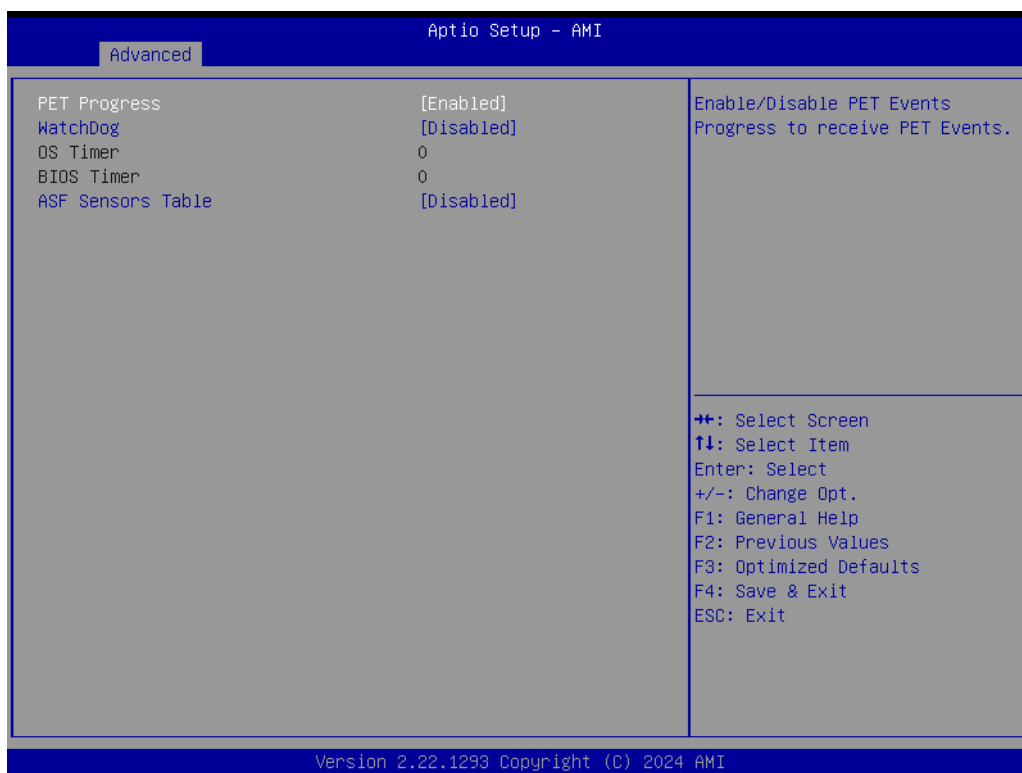 Aptio Setup - AMI
Advanced
PET Progress [Enabled]
WatchDog [Disabled]
OS Timer 0
BIOS Timer 0
ASF Sensors Table [Disabled]
Enable/Disable PET Events
Progress to receive PET Events.
→←: Select Screen
↑↓: Select Item
Enter: Select
+/-: Change Opt.
F1: General Help
F2: Previous Values
F3: Optimized Defaults
F4: Save & Exit
ESC: Exit
Version 2.22.1293 Copyright (C) 2024 AMI